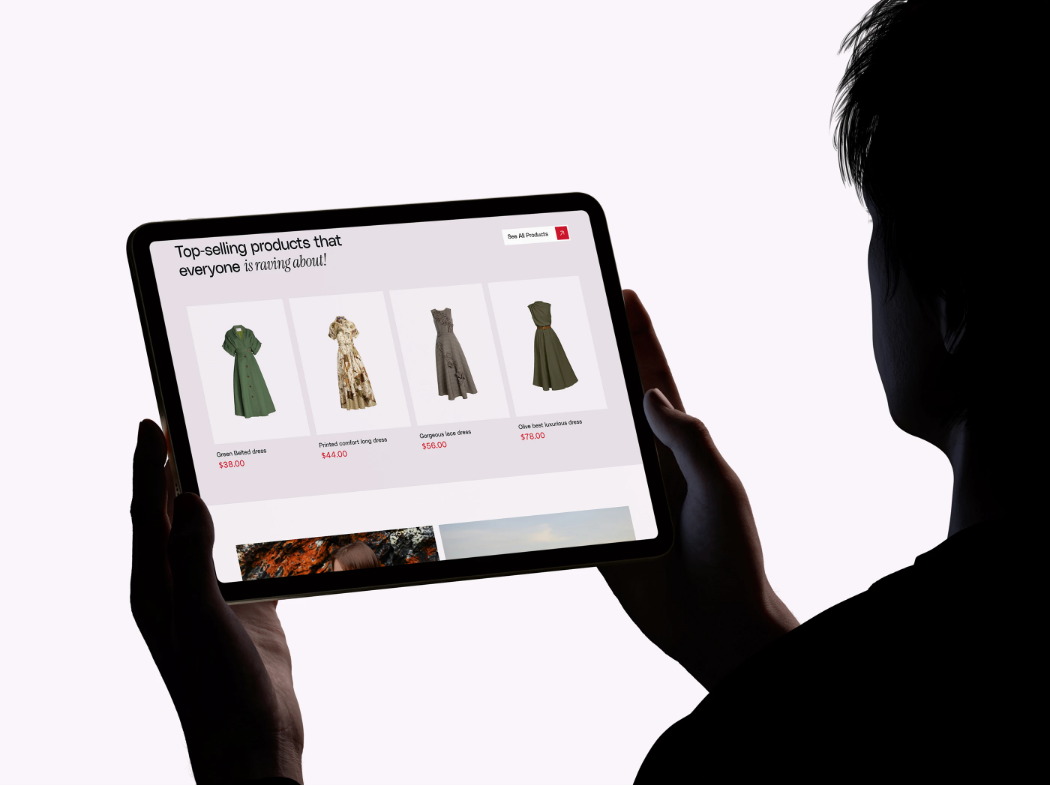 Top-selling products that
everyone is raving about!
See All Products
Green Belted dress
$38.00
Printed comfort long dress
$44.00
Gorgeous lace dress
$56.00
Olive best luxurious dress
$78.00